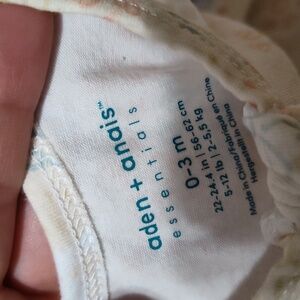 aden + anais™
essentials
0-3 m
22-24.4 in | 56-62 cm
5-12 lb | 2-5,5 kg
Made in China/Fabriqué en Chine
Hergestellt in China